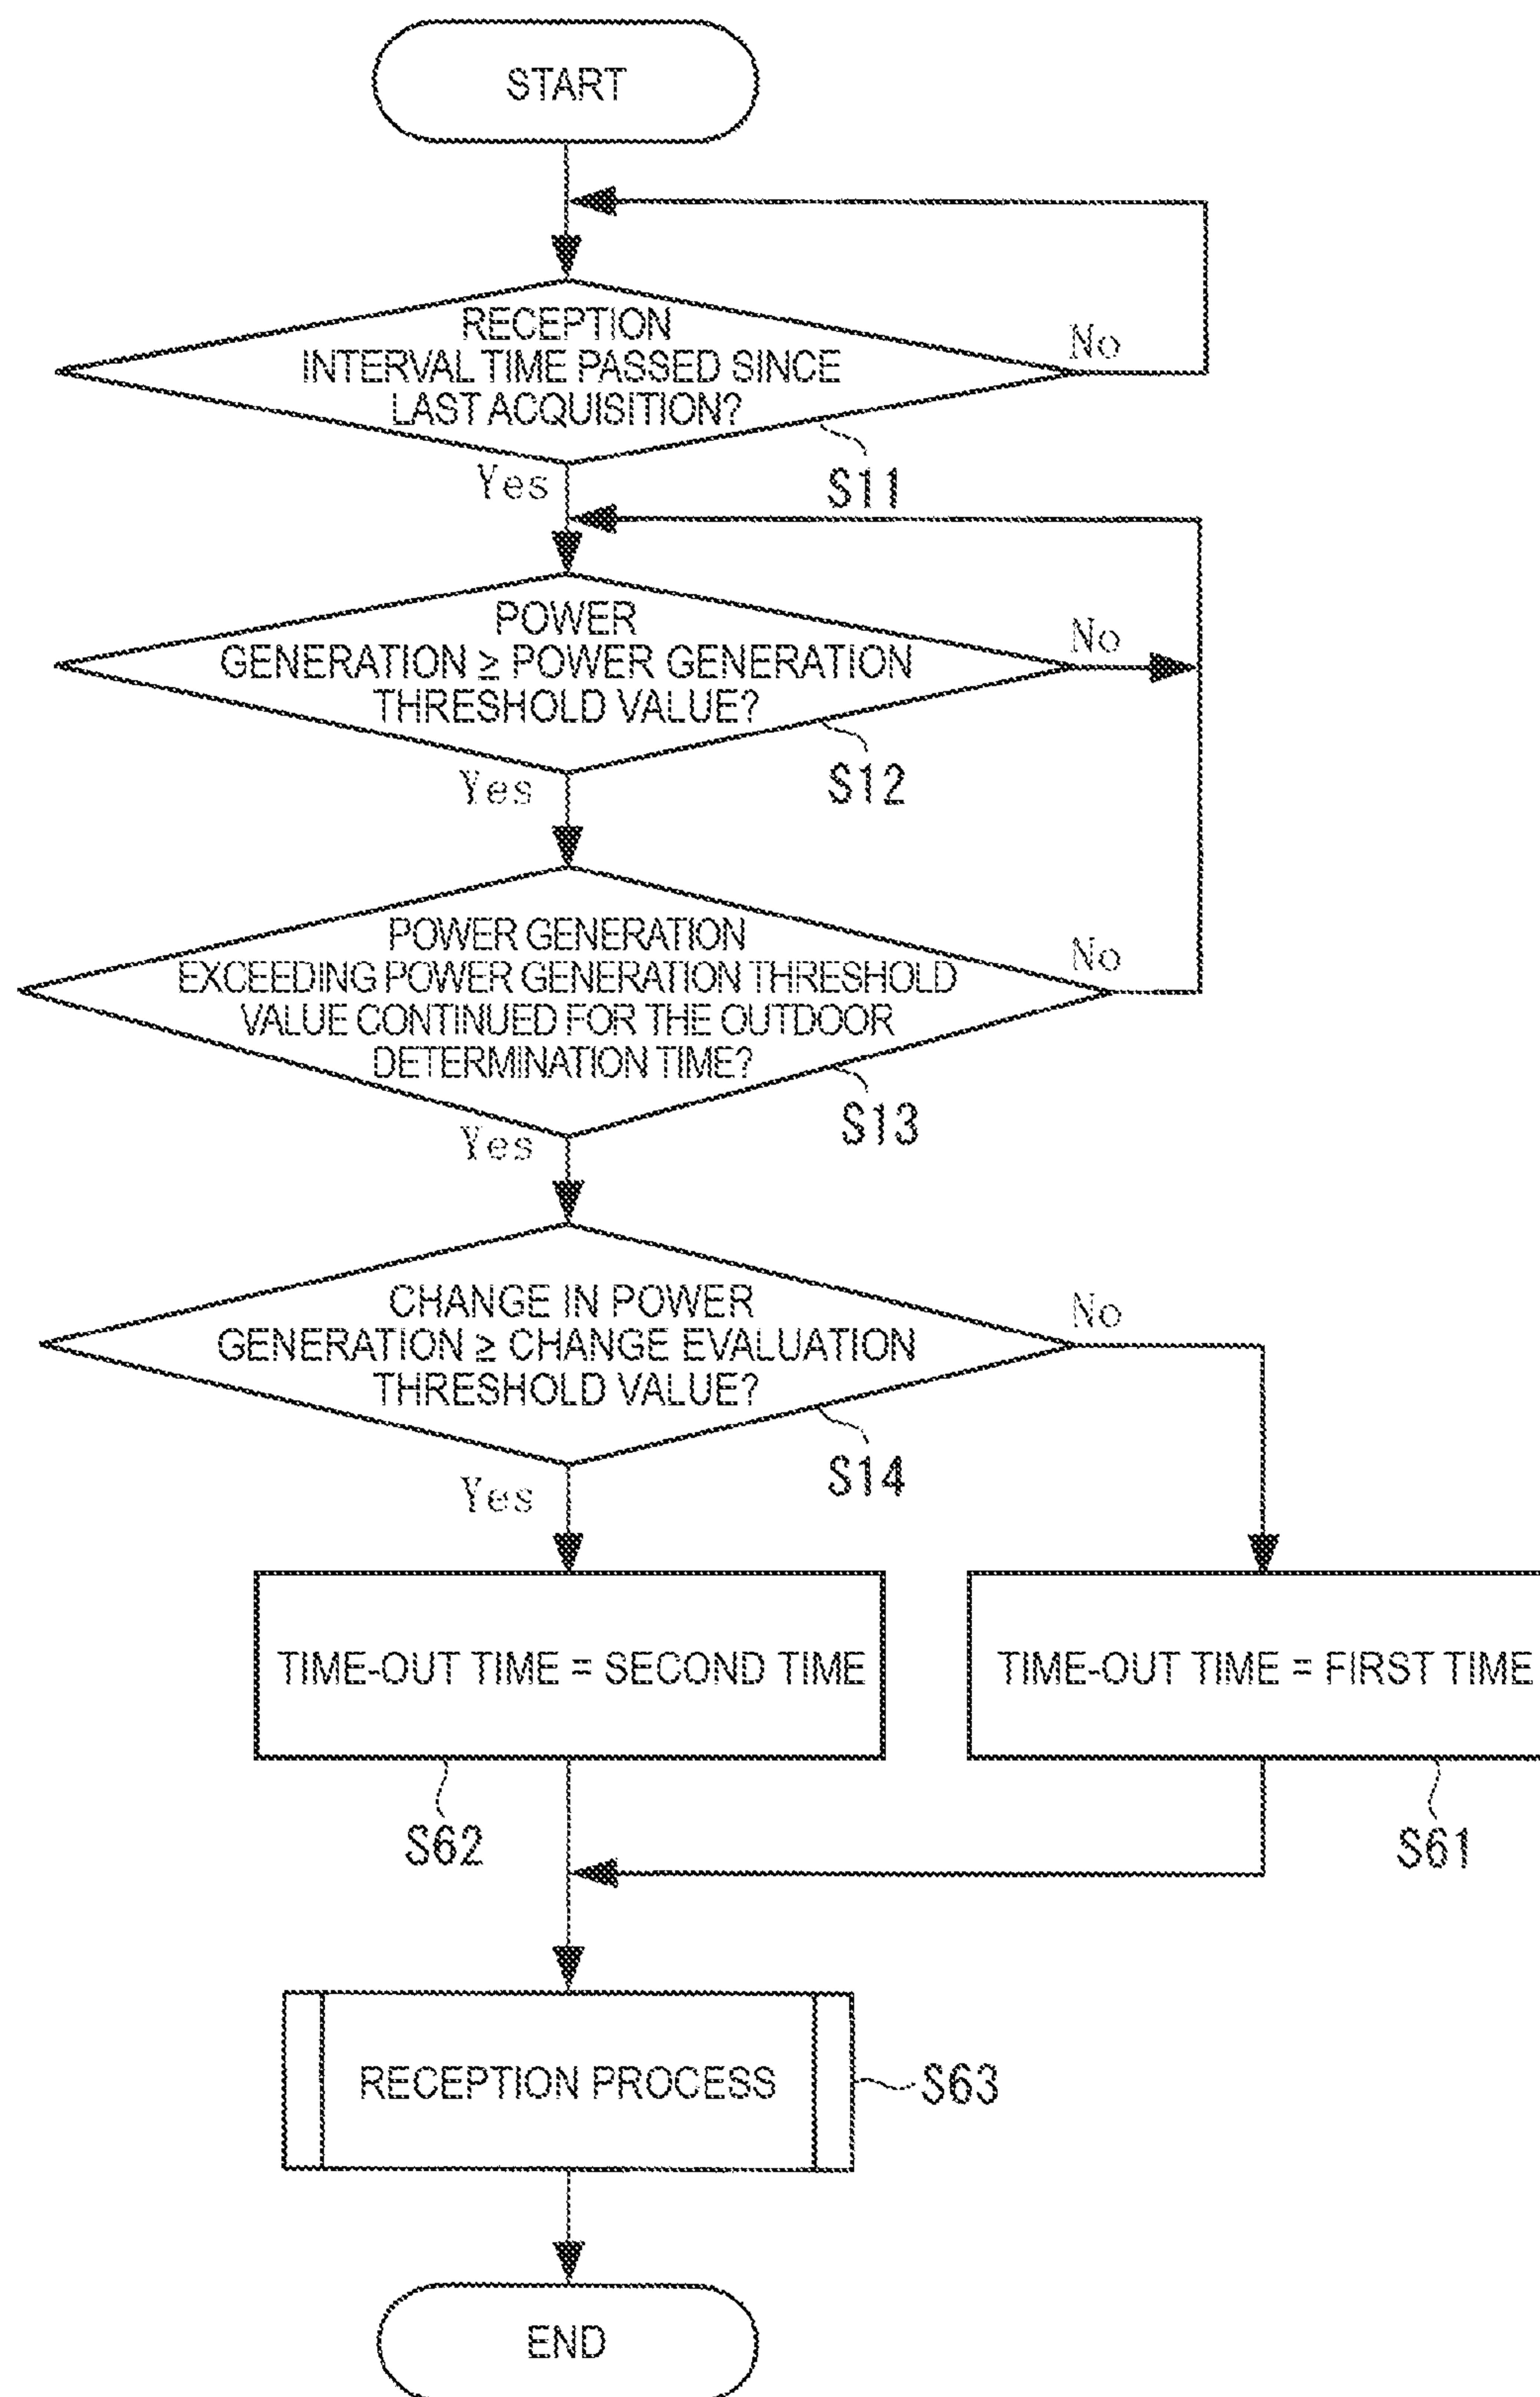 START
RECEPTION
INTERVAL TIME PASSED SINCE
LAST ACQUISITION?
No
S11
Yes
POWER
GENERATION ≥ POWER GENERATION
THRESHOLD VALUE?
No
S12
Yes
POWER GENERATION
EXCEEDING POWER GENERATION THRESHOLD
VALUE CONTINUED FOR THE OUTDOOR
DETERMINATION TIME?
No
S13
Yes
CHANGE IN POWER
GENERATION ≥ CHANGE EVALUATION
THRESHOLD VALUE?
No
S14
Yes
TIME-OUT TIME = SECOND TIME
TIME-OUT TIME = FIRST TIME
S62
S61
RECEPTION PROCESS
S63
END